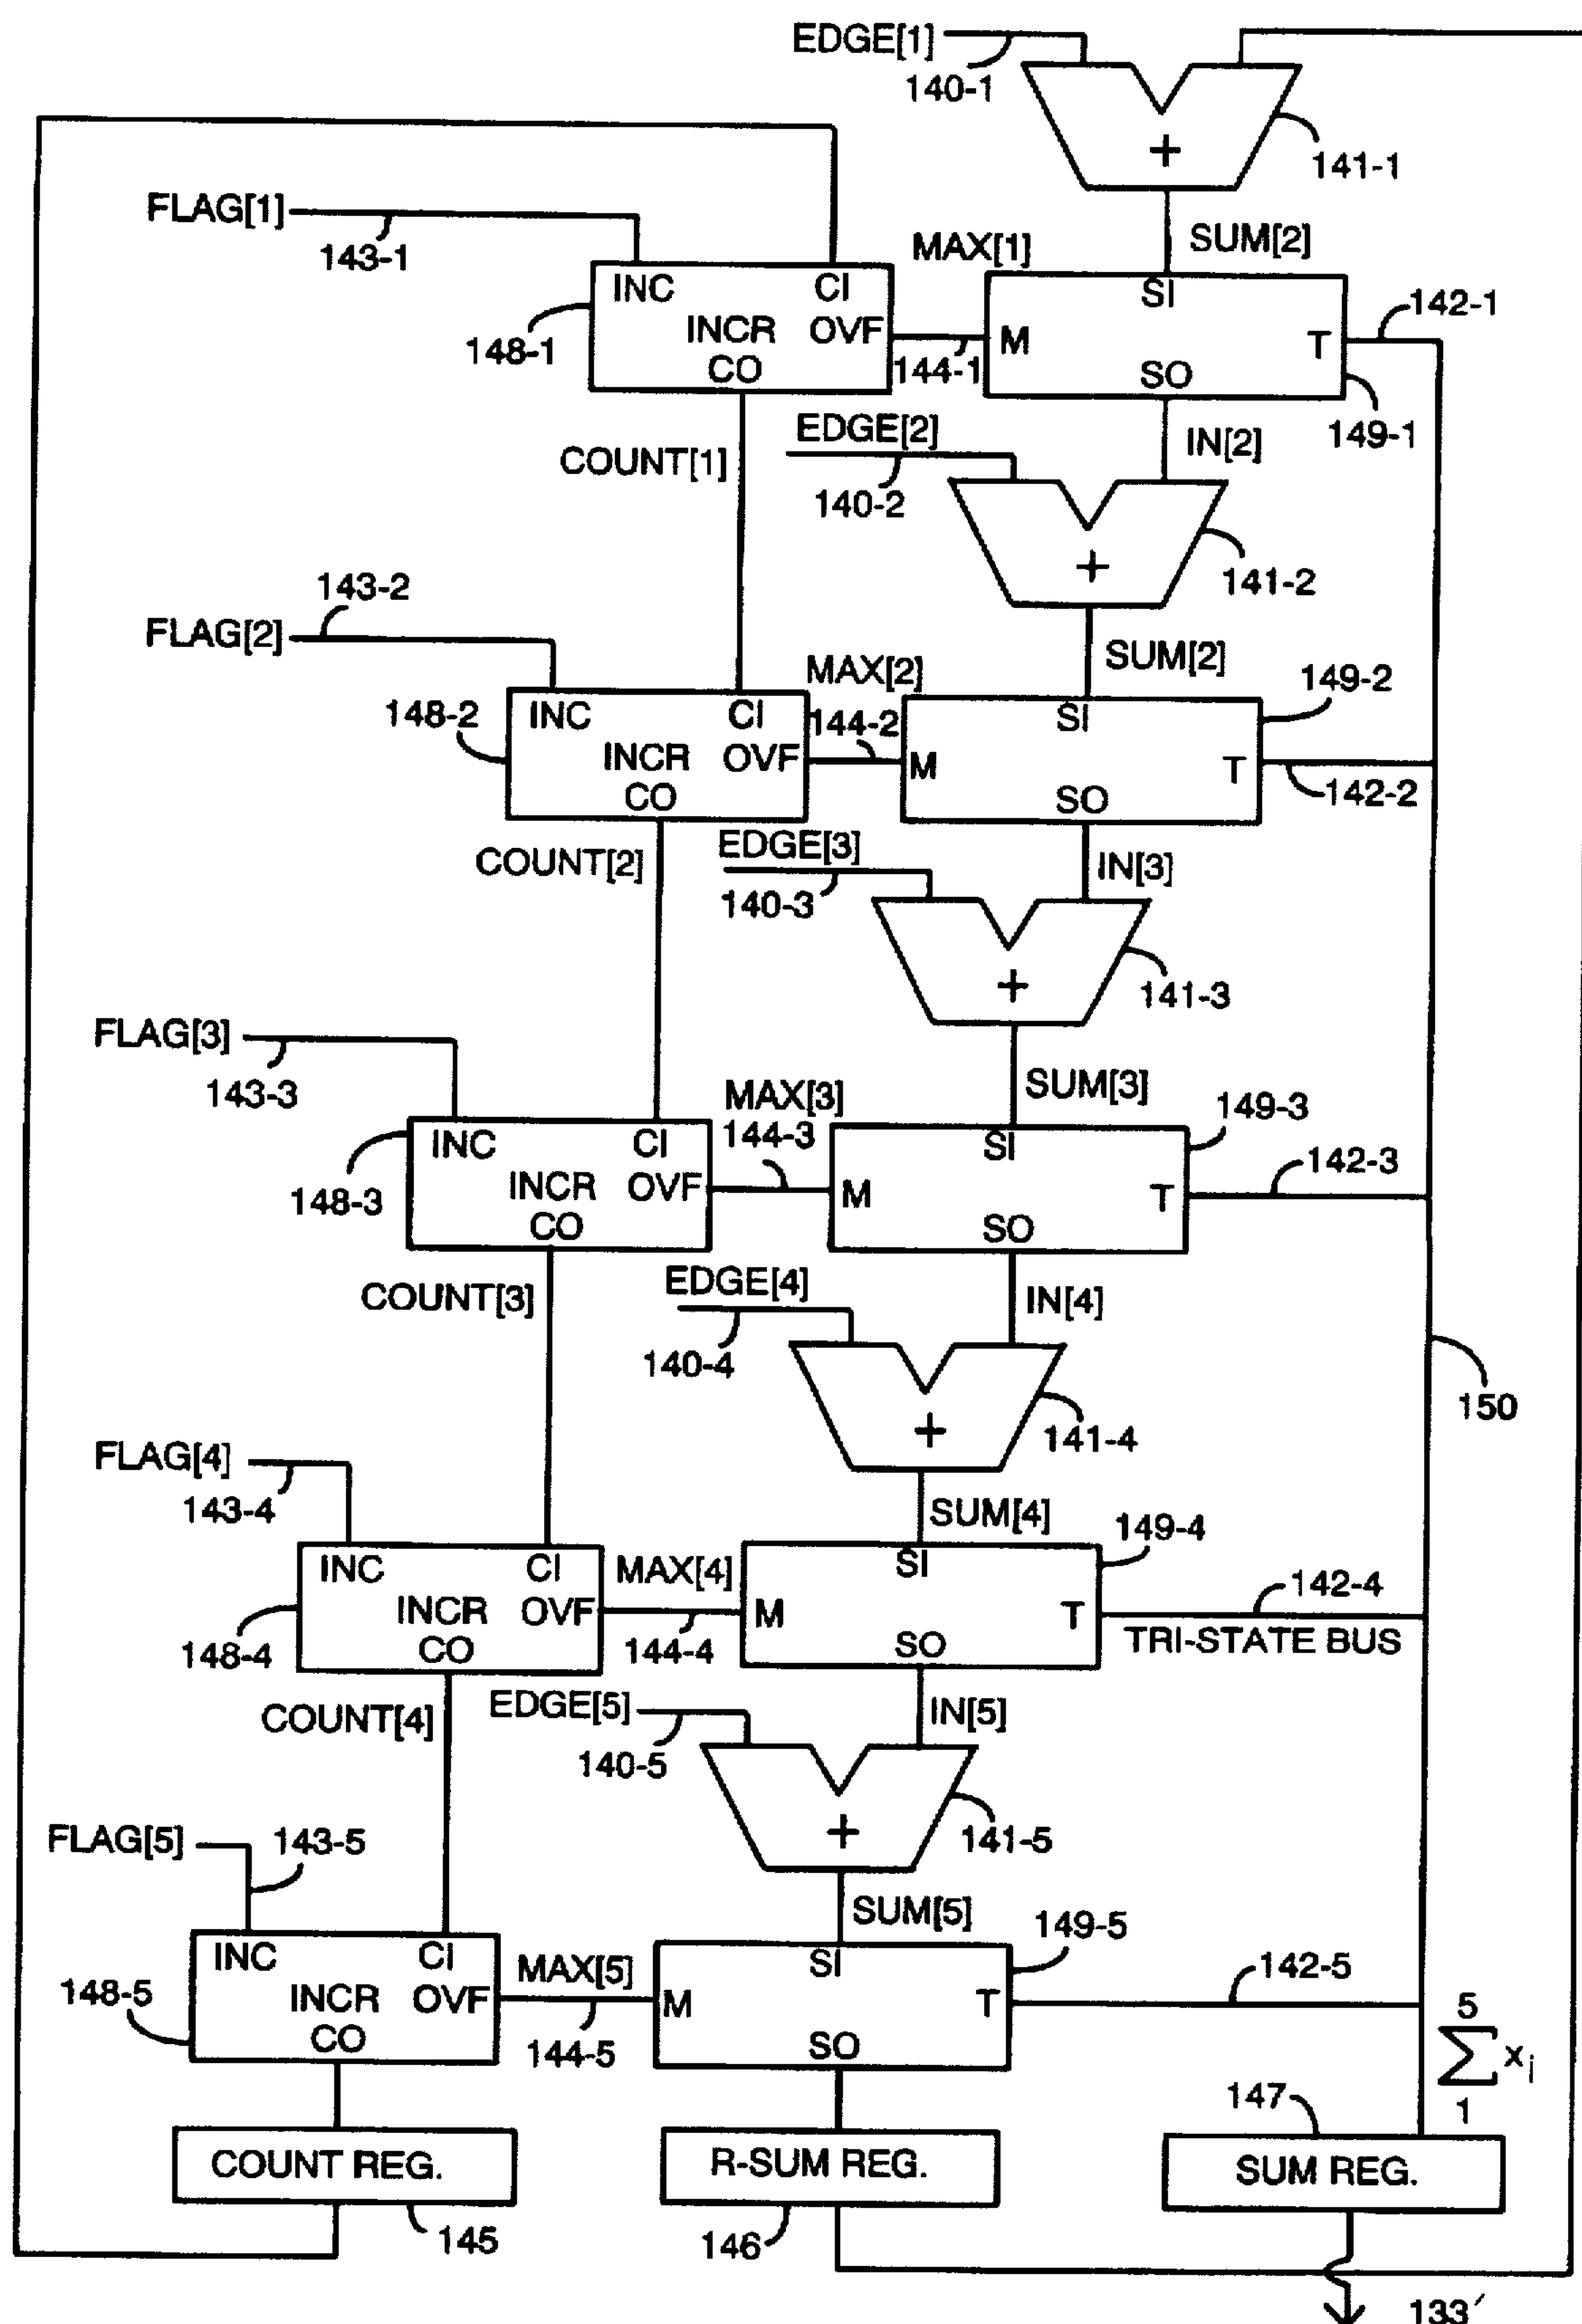 EDGE[1]
140-1
+
141-1
FLAG[1]
143-1
MAX[1]
SUM[2]
INC CI
INCR OVF
CO
148-1
144-1
SI
M T
SO
142-1
149-1
EDGE[2]
IN[2]
COUNT[1]
140-2
+
141-2
143-2
FLAG[2]
SUM[2]
MAX[2]
149-2
148-2
INC CI
144-2
INCR OVF
CO
SI
M T
SO
142-2
EDGE[3]
IN[3]
COUNT[2]
140-3
+
141-3
FLAG[3]
143-3
SUM[3]
MAX[3]
144-3
149-3
INC CI
INCR OVF
CO
148-3
SI
M T
SO
142-3
EDGE[4]
IN[4]
COUNT[3]
140-4
150
+
141-4
FLAG[4]
143-4
SUM[4]
149-4
INC CI
INCR OVF
CO
148-4
MAX[4]
144-4
SI
M T
SO
142-4
TRI-STATE BUS
EDGE[5]
IN[5]
COUNT[4]
140-5
+
141-5
FLAG[5]
143-5
SUM[5]
149-5
INC CI
INCR OVF
CO
148-5
MAX[5]
144-5
SI
M T
SO
142-5
5
∑ xi
1
147
COUNT REG.
R-SUM REG.
SUM REG.
145
146
133′